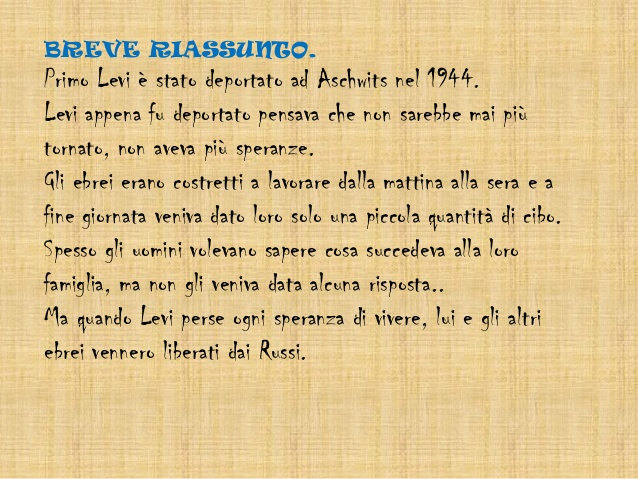 BREVE RIASSUNTO.
Primo Levi è stato deportato ad Aschwits nel 1944.
Levi appena fu deportato pensava che non sarebbe mai più
tornato, non aveva più speranze.
Gli ebrei erano costretti a lavorare dalla mattina alla sera e a
fine giornata veniva dato loro solo una piccola quantità di cibo.
Spesso gli uomini volevano sapere cosa succedeva alla loro
famiglia, ma non gli veniva data alcuna risposta..
Ma quando Levi perse ogni speranza di vivere, lui e gli altri
ebrei vennero liberati dai Russi.